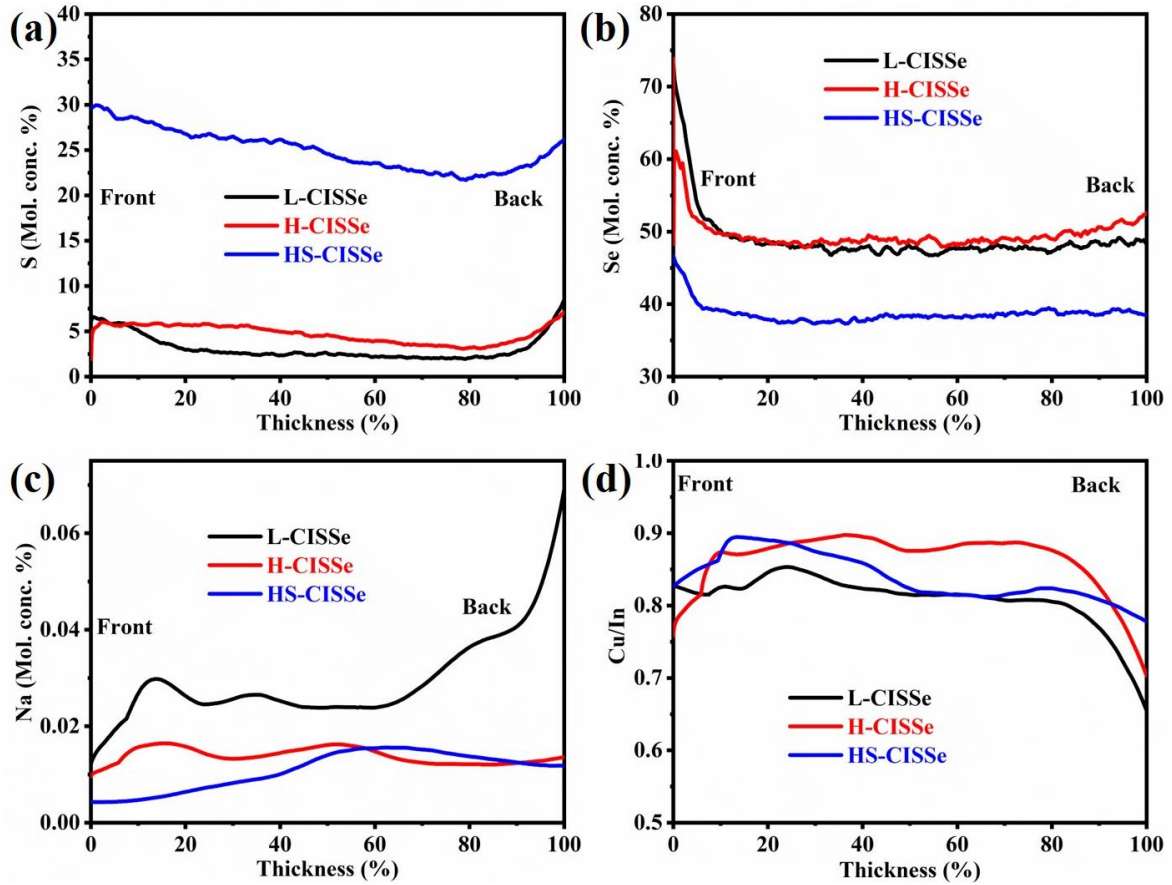 (a)
S (Mol. conc. %)
40
35
30
25
20
15
10
5
0
Front
Back
L-CISSe
H-CISSe
HS-CISSe
0 20 40 60 80 100
Thickness (%)
(b)
Se (Mol. conc. %)
80
70
60
50
40
30
L-CISSe
H-CISSe
HS-CISSe
Front
Back
0 20 40 60 80 100
Thickness (%)
(c)
Na (Mol. conc. %)
0.06
0.04
0.02
0.00
L-CISSe
H-CISSe
HS-CISSe
Front
Back
0 20 40 60 80 100
Thickness (%)
(d)
Cu/In
1.0
0.9
0.8
0.7
0.6
0.5
Front
Back
L-CISSe
H-CISSe
HS-CISSe
0 20 40 60 80 100
Thickness (%)